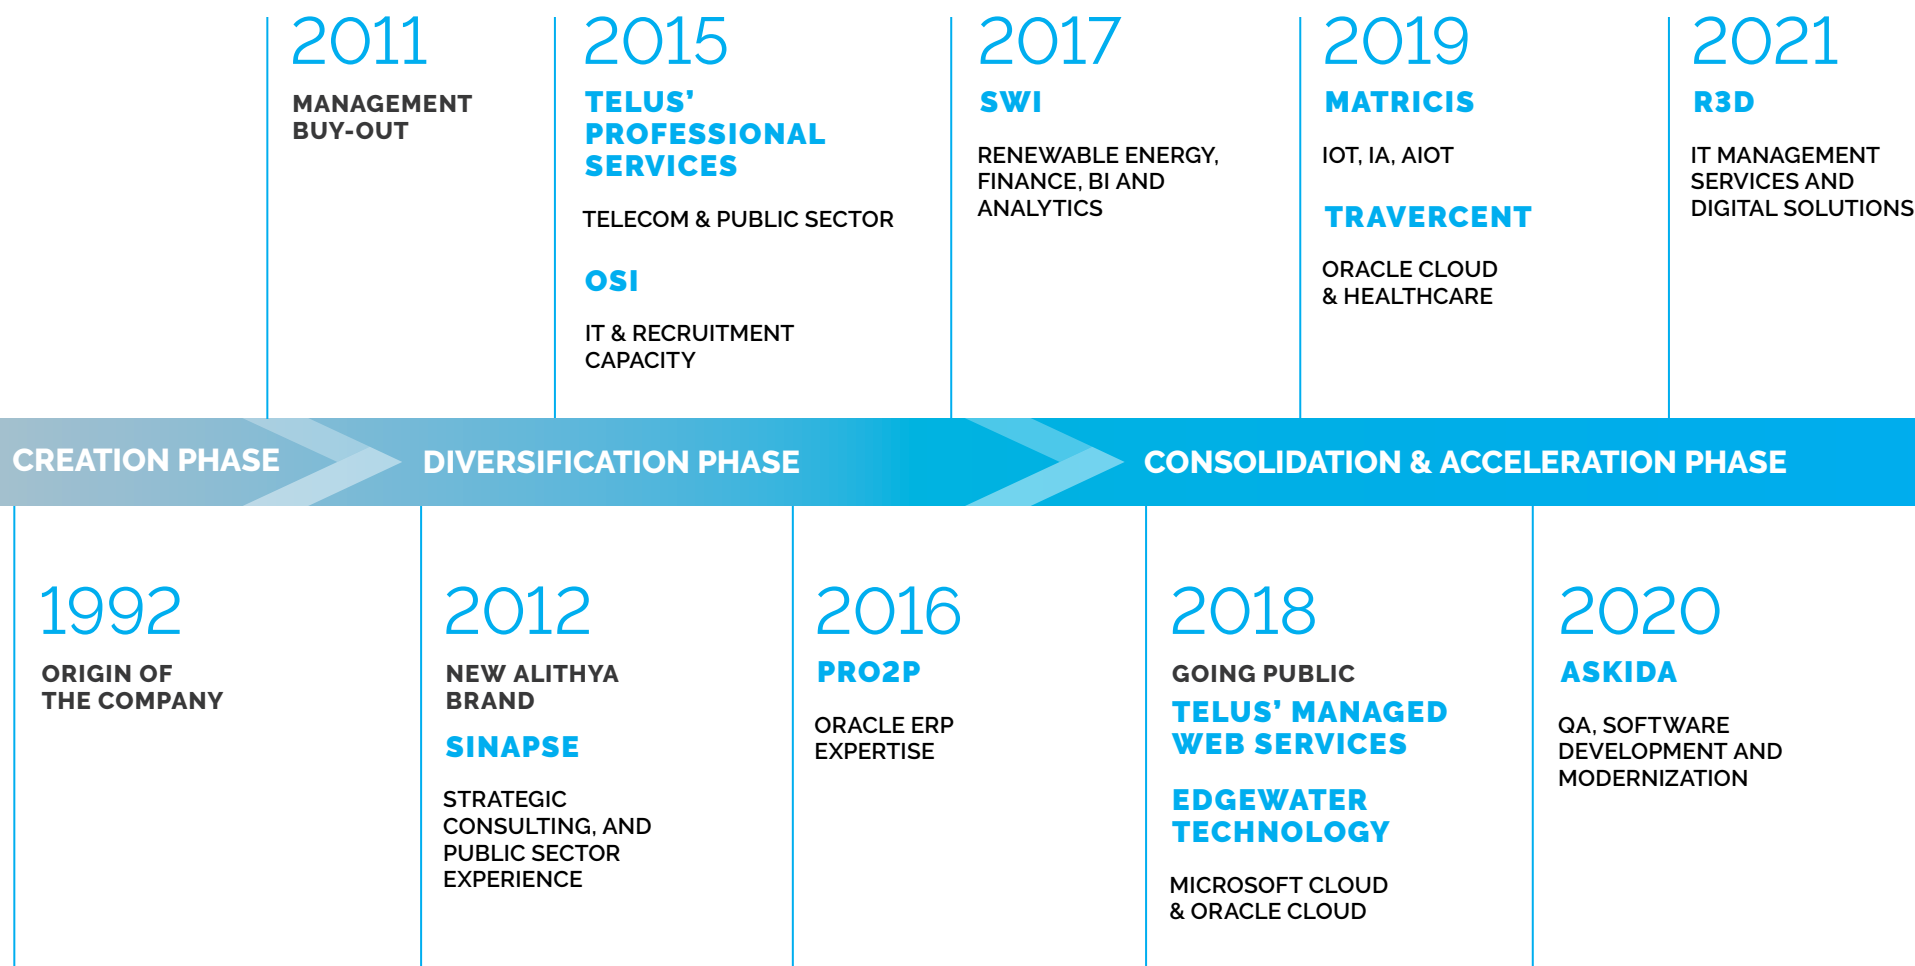 2011
MANAGEMENT
BUY-OUT
2015
TELUS’
PROFESSIONAL
SERVICES
TELECOM & PUBLIC SECTOR
OSI
IT & RECRUITMENT
CAPACITY
2017
SWI
RENEWABLE ENERGY,
FINANCE, BI AND
ANALYTICS
2019
MATRICIS
IOT, IA, AIOT
TRAVERCENT
ORACLE CLOUD
& HEALTHCARE
2021
R3D
IT MANAGEMENT
SERVICES AND
DIGITAL SOLUTIONS
CREATION PHASE
DIVERSIFICATION PHASE
CONSOLIDATION & ACCELERATION PHASE
1992
ORIGIN OF
THE COMPANY
2012
NEW ALITHYA
BRAND
SINAPSE
STRATEGIC
CONSULTING, AND
PUBLIC SECTOR
EXPERIENCE
2016
PRO2P
ORACLE ERP
EXPERTISE
2018
GOING PUBLIC
TELUS’ MANAGED
WEB SERVICES
EDGEWATER
TECHNOLOGY
MICROSOFT CLOUD
& ORACLE CLOUD
2020
ASKIDA
QA, SOFTWARE
DEVELOPMENT AND
MODERNIZATION